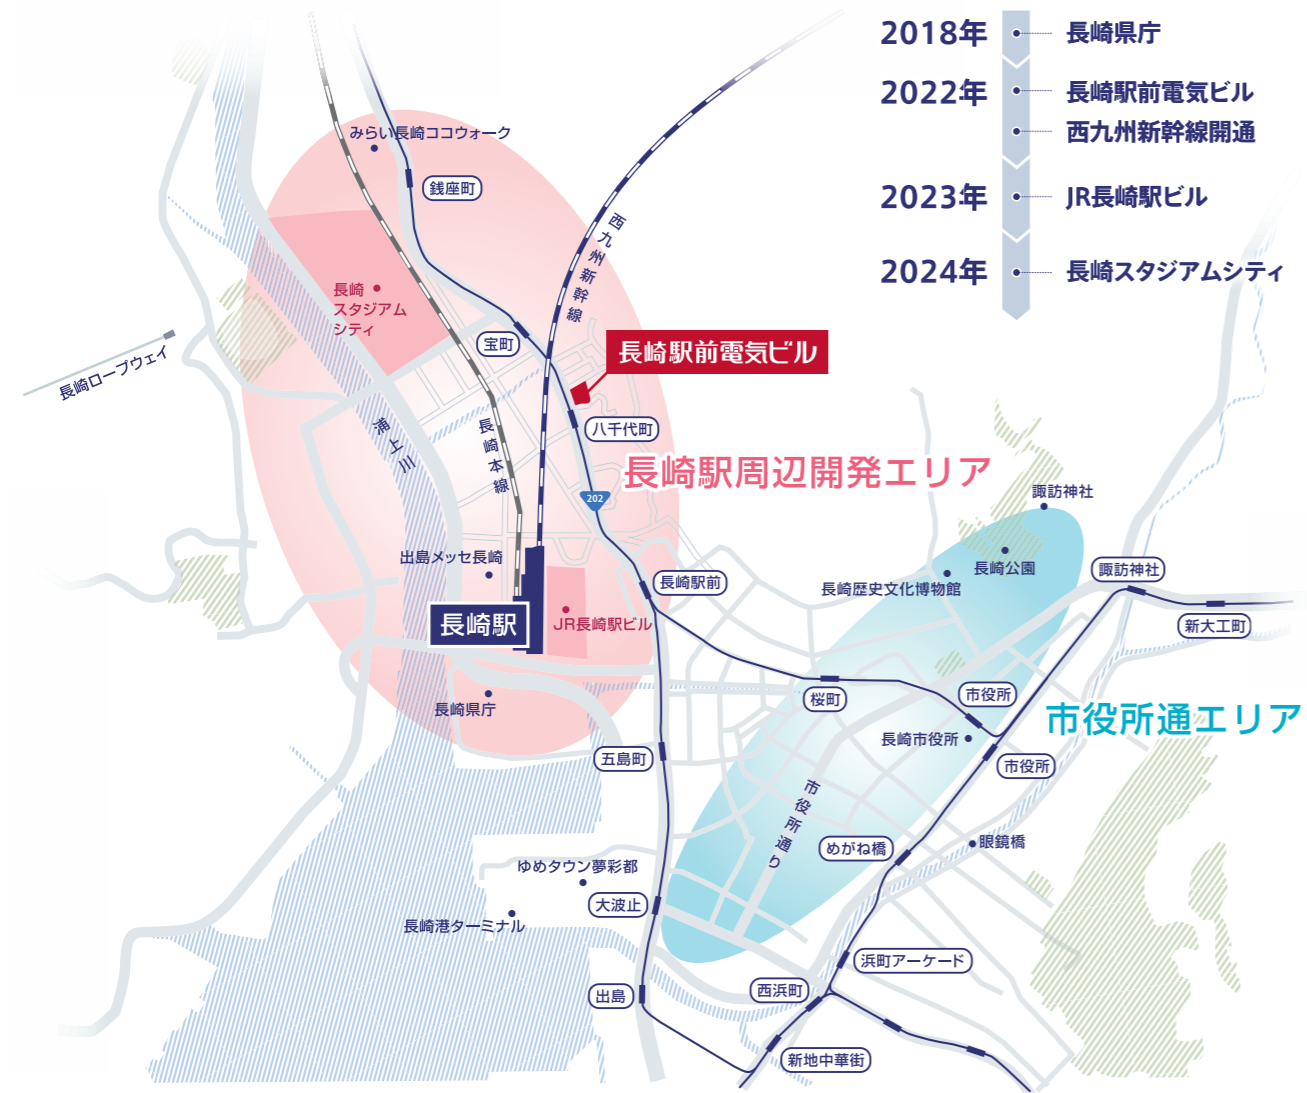 2018年 長崎県庁
2022年 長崎駅前電気ビル
西九州新幹線開通
2023年 JR長崎駅ビル
2024年 長崎スタジアムシティ
みらい長崎ココウォーク
銭座町
西九州新幹線
長崎
スタジアム
シティ
宝町
長崎駅前電気ビル
長崎ロープウェイ
浦上川
長崎本線
八千代町
長崎駅周辺開発エリア
202
諏訪神社
出島メッセ長崎
長崎駅前
長崎歴史文化博物館
長崎公園
諏訪神社
長崎駅
JR長崎駅ビル
新大工町
長崎県庁
桜町
市役所
市役所通エリア
長崎市役所
五島町
市役所
市役所通り
めがね橋
眼鏡橋
ゆめタウン夢彩都
大波止
長崎港ターミナル
浜町アーケード
出島
西浜町
新地中華街